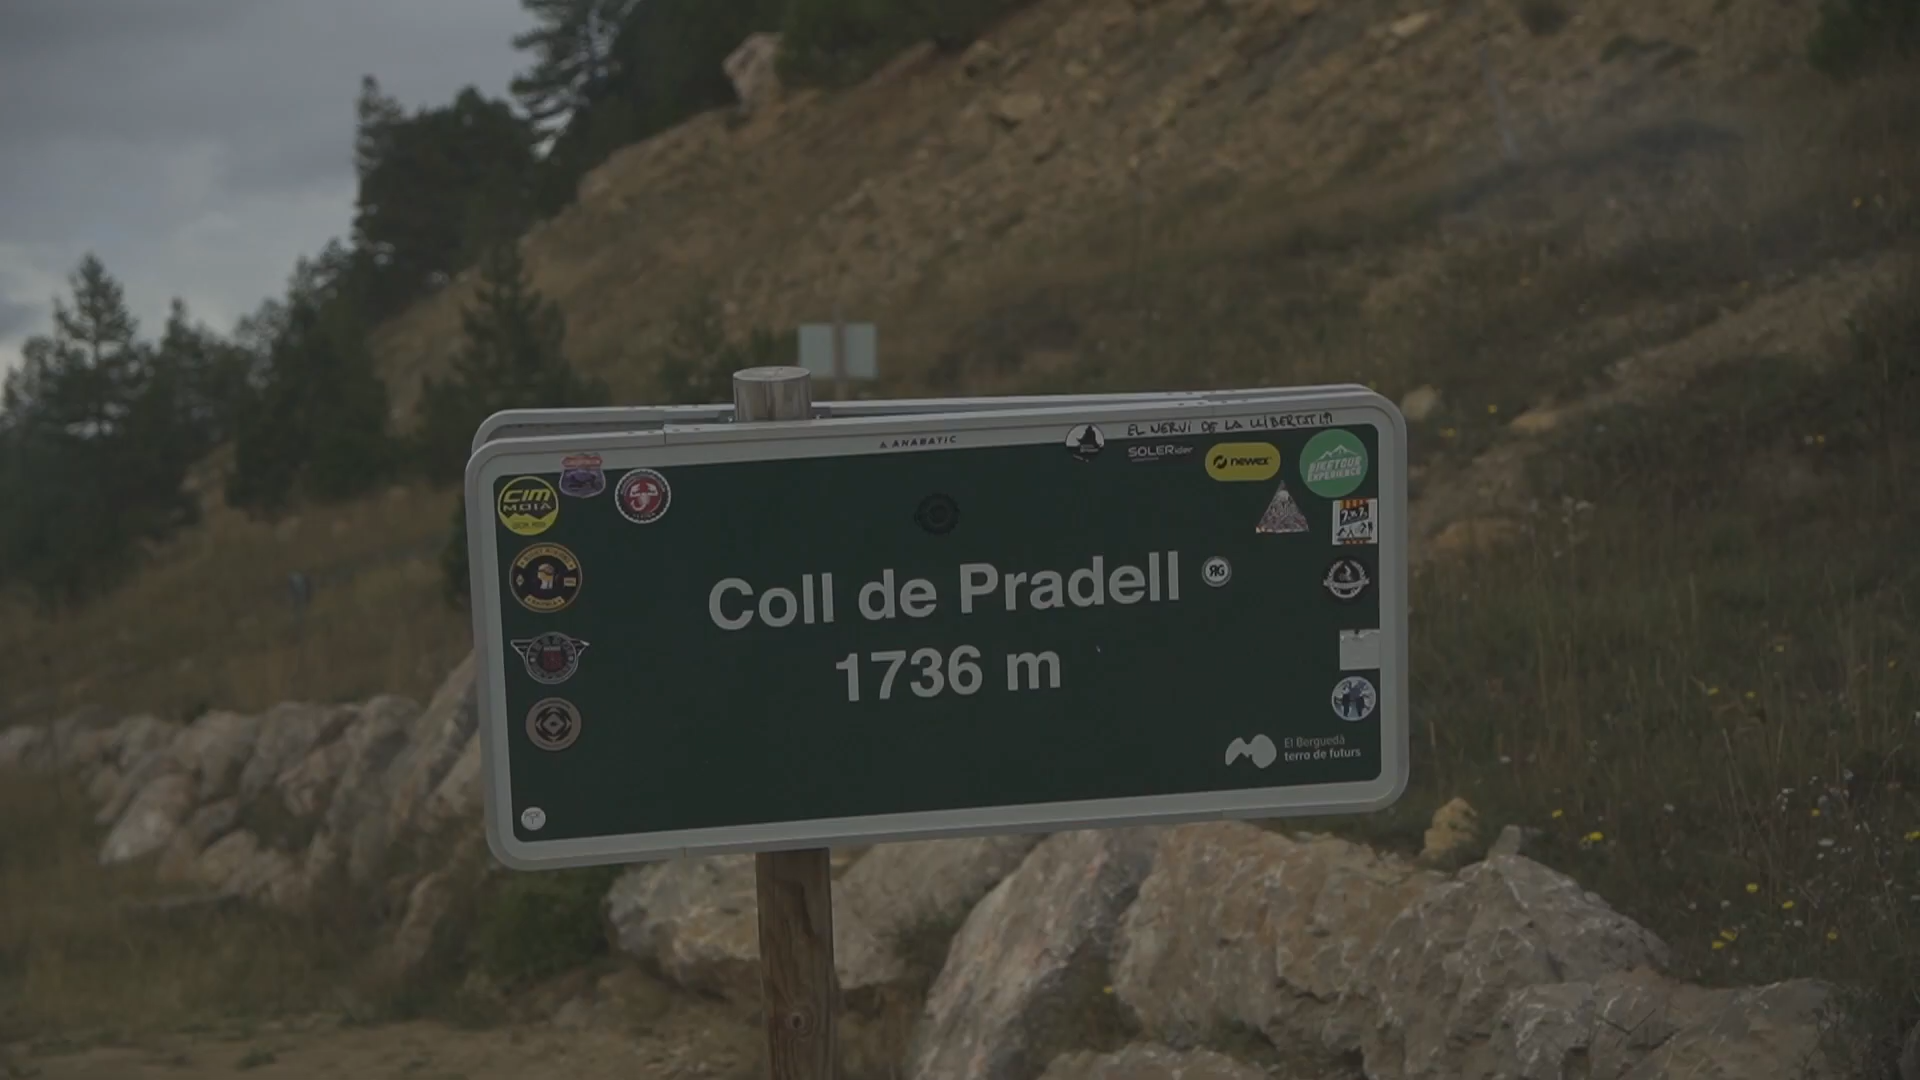 ANABATIC
EL NERVI DE LA LLIBERTAT
SOLERider
newex
BIKETOUR
EXPERIENCE
CIM
MOIÀ
Coll de Pradell
RG
1736 m
El Berguedà
terra de futurs